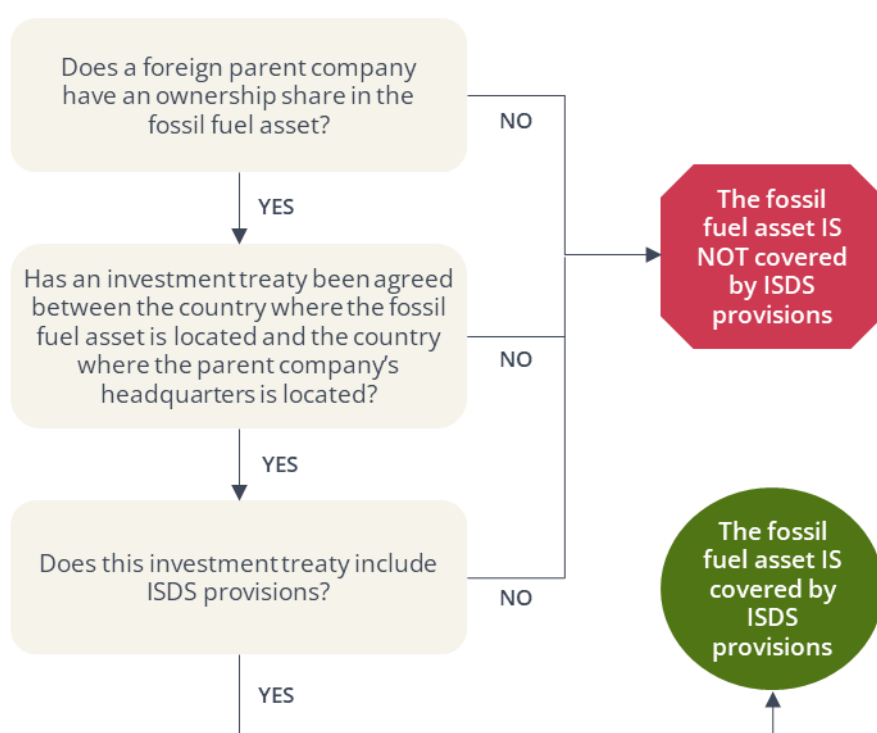 Does a foreign parent company
have an ownership share in the
fossil fuel asset?
NO
YES
The fossil
fuel asset IS
NOT covered
by ISDS
provisions
Has an investment treaty been agreed
between the country where the fossil
fuel asset is located and the country
where the parent company’s
headquarters is located?
NO
YES
Does this investment treaty include
ISDS provisions?
NO
YES
The fossil
fuel asset IS
covered by
ISDS
provisions